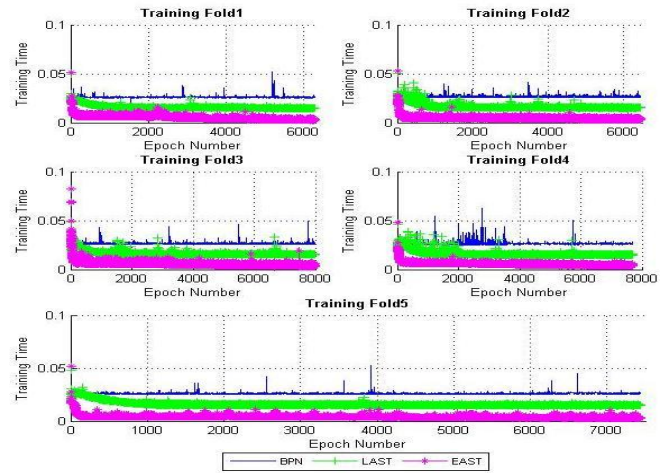 Training Fold1
Training Time
0.1
0.05
0
0
2000
4000
6000
Epoch Number
Training Fold2
Training Time
0.1
0.05
0
0
2000
4000
6000
Epoch Number
Training Fold3
Training Time
0.1
0.05
0
0
2000
4000
6000
8000
Epoch Number
Training Fold4
Training Time
0.1
0.05
0
0
2000
4000
6000
8000
Epoch Number
Training Fold5
Training Time
0.1
0.05
0
0
1000
2000
3000
4000
5000
6000
7000
Epoch Number
BPN LAST EAST